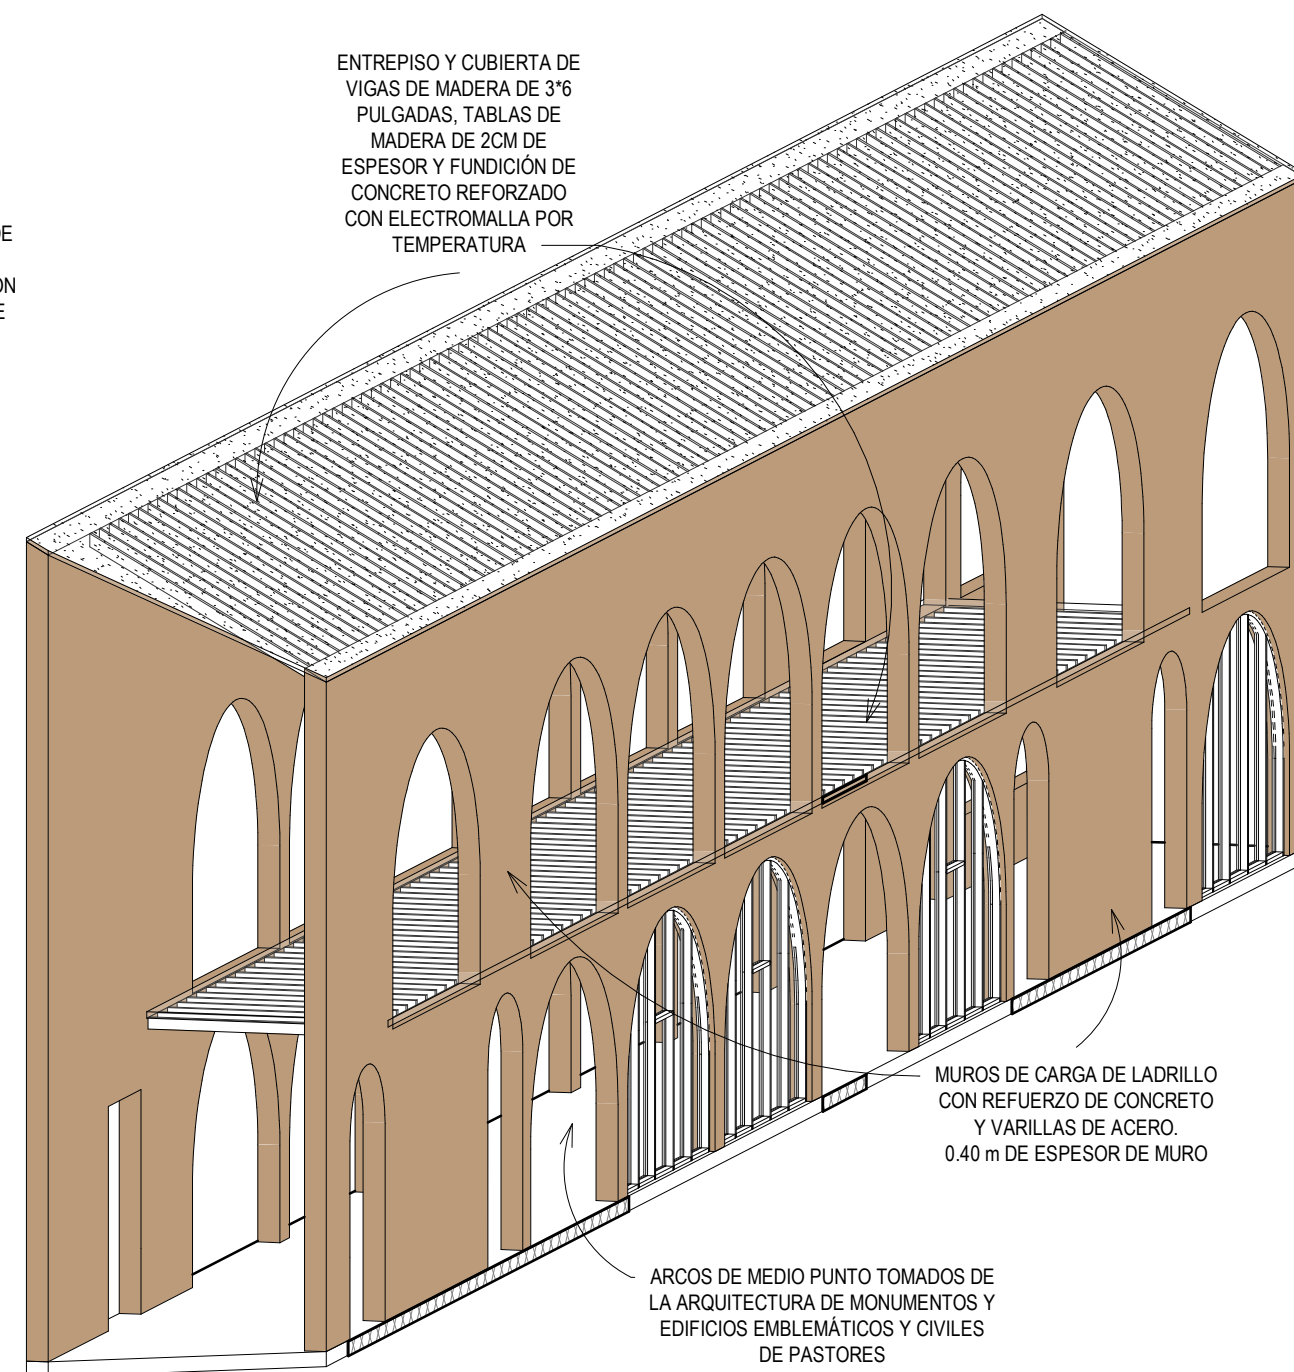 ENTREPISO Y CUBIERTA DE
VIGAS DE MADERA DE 3*6
PULGADAS, TABLAS DE
MADERA DE 2CM DE
ESPESOR Y FUNDICIÓN DE
CONCRETO REFORZADO
CON ELECTROMALLA POR
TEMPERATURA
MUROS DE CARGA DE LADRILLO
CON REFUERZO DE CONCRETO
Y VARILLAS DE ACERO.
0.40 m DE ESPESOR DE MURO
ARCOS DE MEDIO PUNTO TOMADOS DE
LA ARQUITECTURA DE MONUMENTOS Y
EDIFICIOS EMBLEMÁTICOS Y CIVILES
DE PASTORES